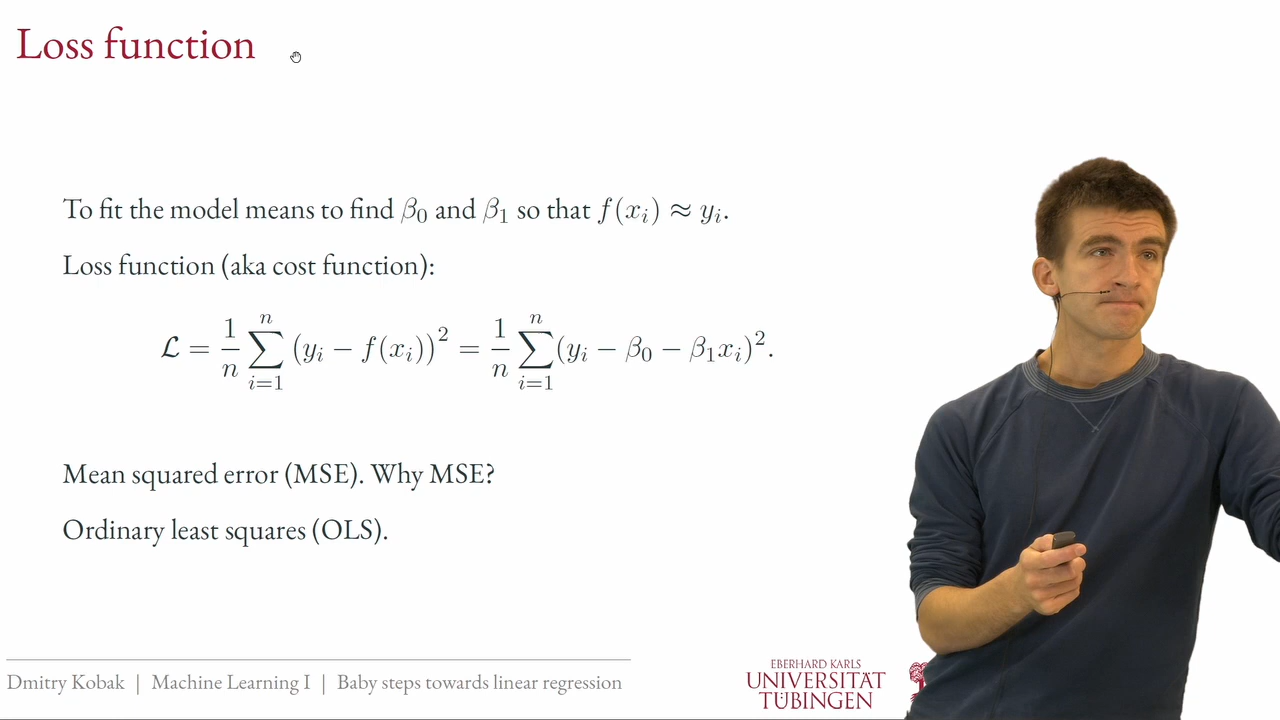 Loss function
To fit the model means to find β₀ and β₁ so that f(xᵢ) ≈ yᵢ.
Loss function (aka cost function):
ℒ = 1/n ∑ᵢ₌₁ⁿ (yᵢ − f(xᵢ))² = 1/n ∑ᵢ₌₁ⁿ (yᵢ − β₀ − β₁xᵢ)².
Mean squared error (MSE). Why MSE?
Ordinary least squares (OLS).
Dmitry Kobak | Machine Learning I | Baby steps towards linear regression
EBERHARD KARLS
UNIVERSITÄT
TÜBINGEN